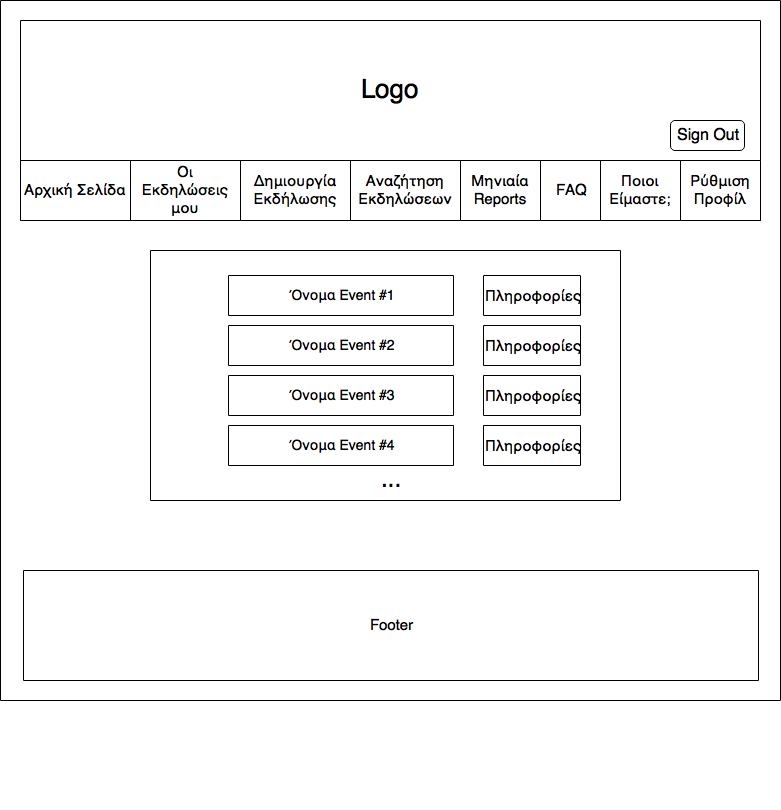 Logo
Sign Out
Αρχική Σελίδα
Οι
Εκδηλώσεις
μου
Δημιουργία
Εκδήλωσης
Αναζήτηση
Εκδηλώσεων
Μηνιαία
Reports
FAQ
Ποιοι
Είμαστε;
Ρύθμιση
Προφίλ
Όνομα Event #1
Πληροφορίες
Όνομα Event #2
Πληροφορίες
Όνομα Event #3
Πληροφορίες
Όνομα Event #4
Πληροφορίες
...
Footer